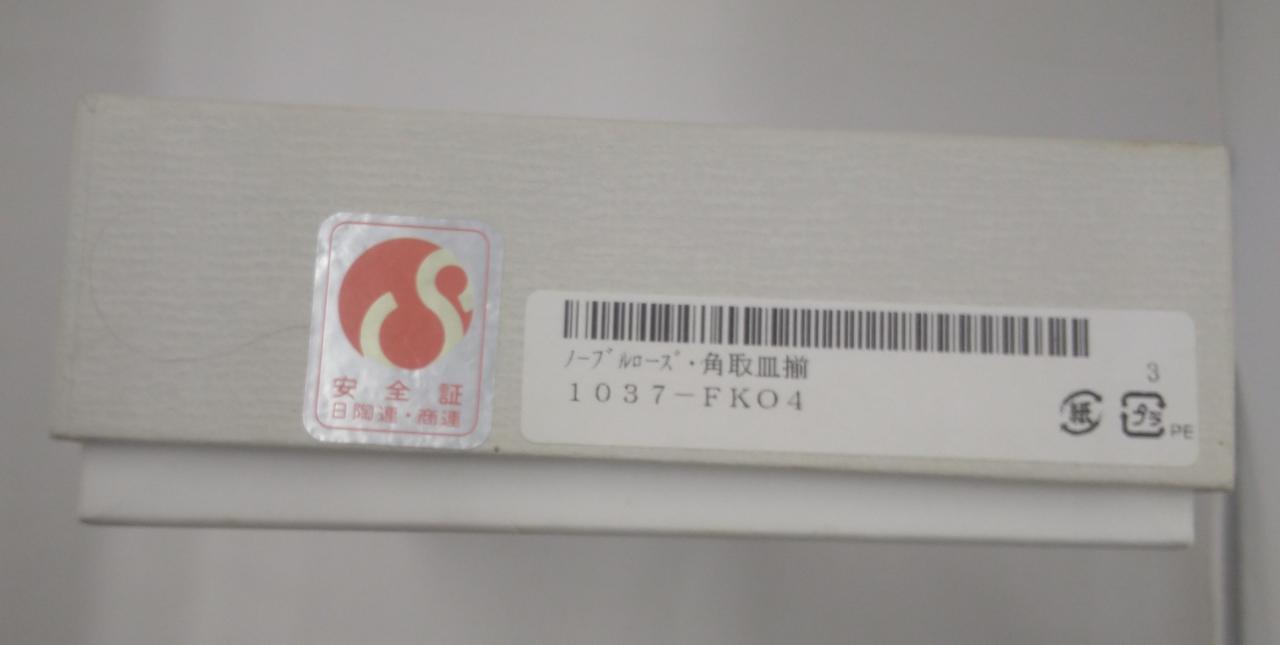 安全証
日陶連・商連
ﾉｰﾌﾞﾙﾛｰｽﾞ・角取皿揃
1037-FK04
3
紙
プラ
PE